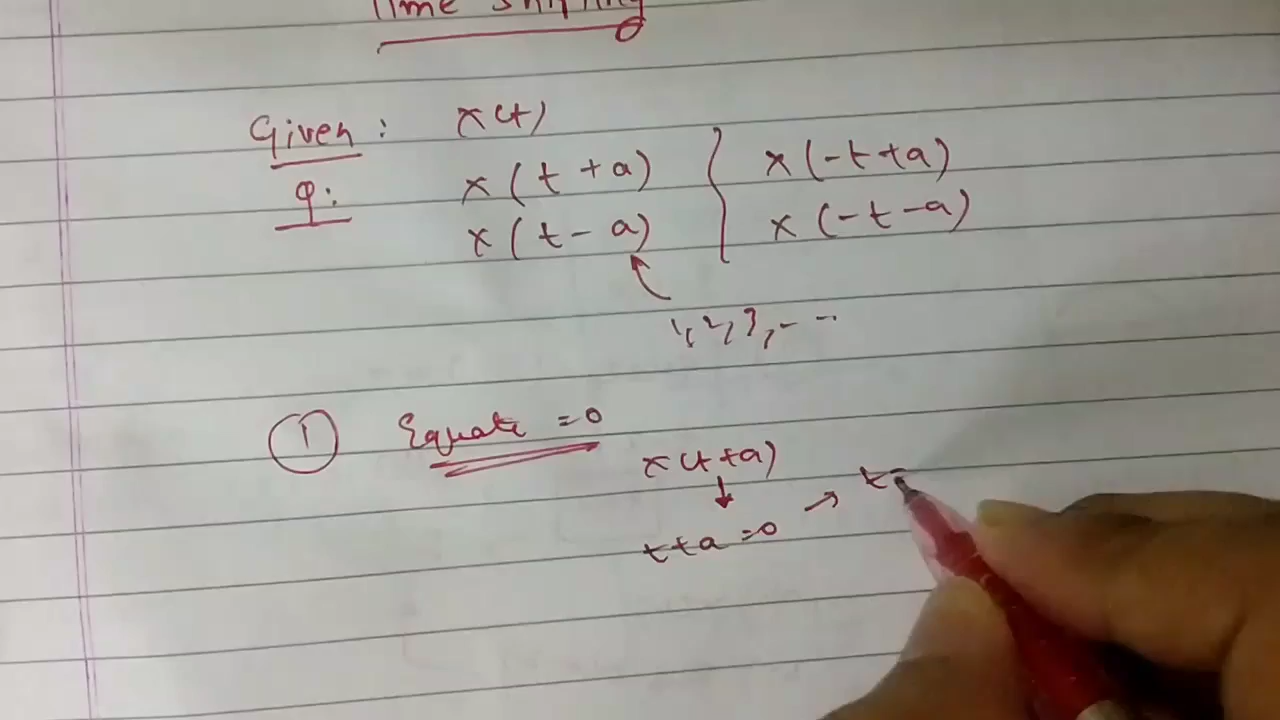 Time Shifting
Given: x(t)
Q: x(t+a) x(-t+a)
x(t-a) x(-t-a)
1, 2, 3, - -
① Equate =0
x(t+a)
t+a=0 → t=